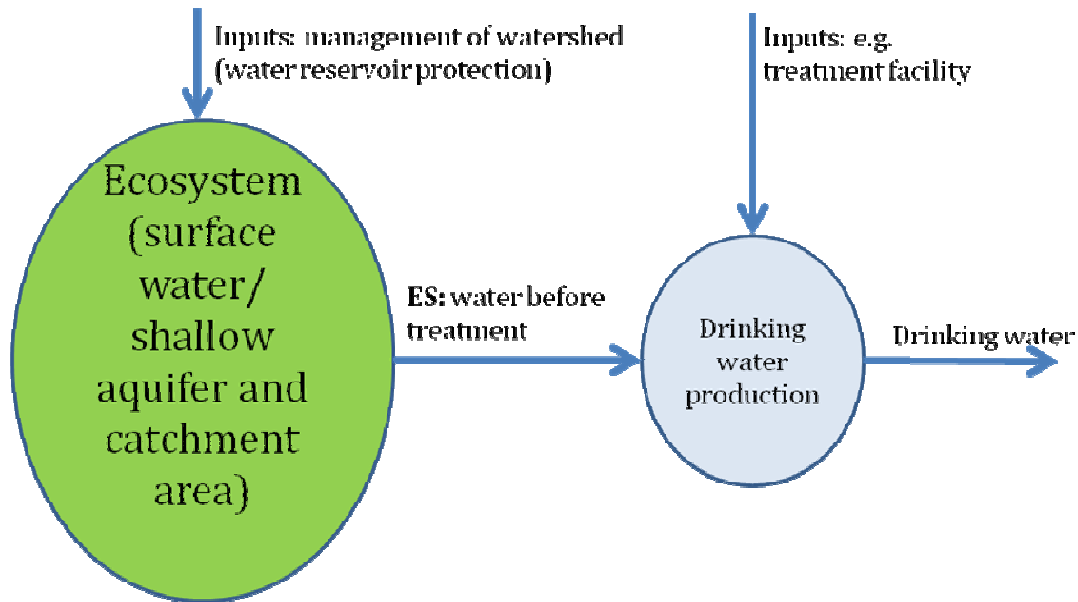 Inputs: management of watershed
(water reservoir protection)
Inputs: e.g.
treatment facility
Ecosystem
(surface
water/
shallow
aquifer and
catchment
area)
ES: water before
treatment
Drinking
water
production
Drinking water